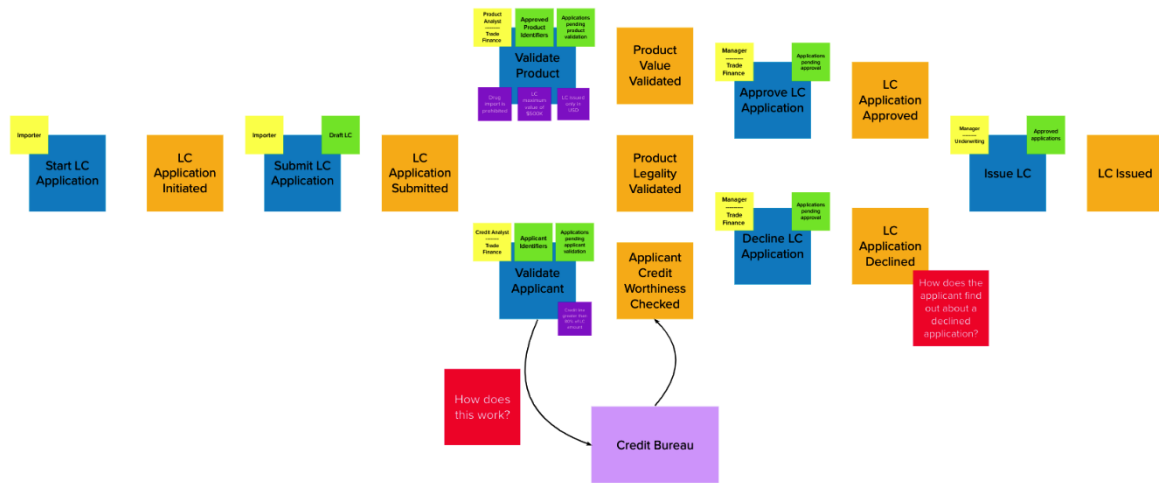 Product
Analyst
Trade
Finance
Approved
Product
Identifiers
Applications
pending
product
validation
Validate
Product
Drug
import is
prohibited
LC
maximum
value of
LC issued
only in
USD
Product
Value
Validated
Manager
Trade
Finance
Applications
pending
approval
Approve LC
Application
LC
Application
Approved
Importer
Start LC
Application
LC
Application
Initiated
Importer
Draft LC
Submit LC
Application
LC
Application
Submitted
Product
Legality
Validated
Manager
Underwriting
Approved
applications
Issue LC
LC Issued
Credit Analyst
Trade
Finance
Applicant
Identifiers
Applications
pending
applicant
validation
Validate
Applicant
amount
Applicant
Credit
Worthiness
Checked
Manager
Trade
Finance
Applications
pending
approval
Decline LC
Application
LC
Application
Declined
How does the
applicant find
out about a
declined
application?
How does
this work?
Credit Bureau